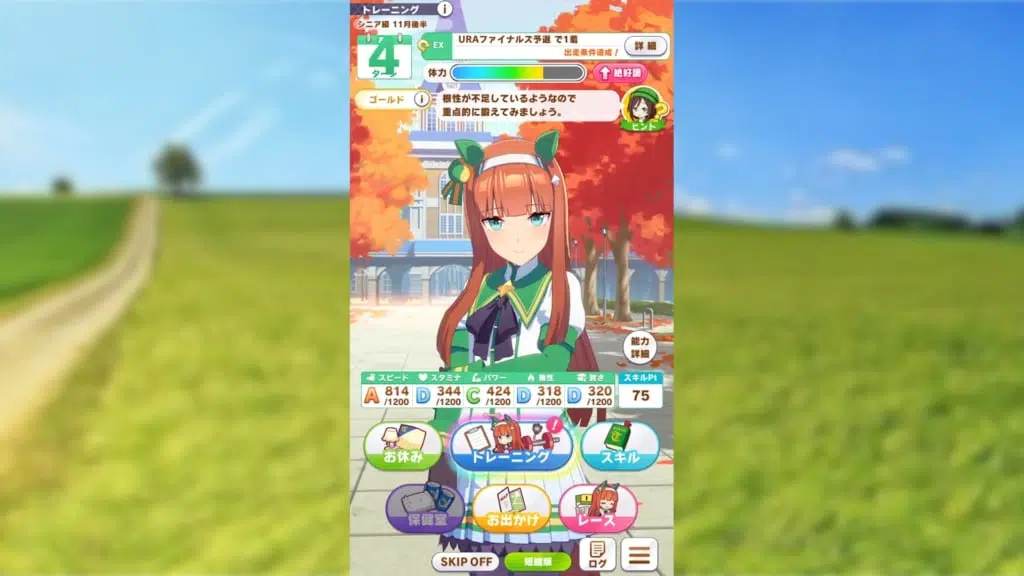 トレーニング
シニア級 11月後半
4
ターン
EX
URAファイナルズ予選 で1着
出走条件達成!
詳細
体力
絶好調
ゴールド
根性が不足しているようなので
重点的に鍛えてみましょう。
ヒント
能力
詳細
スピード スタミナ パワー 根性 賢さ スキルPt
A 814 /1200 D 344 /1200 C 424 /1200 D 318 /1200 D 320 /1200 75
お休み トレーニング スキル
保健室 お出かけ レース
SKIP OFF 短縮版 ログ